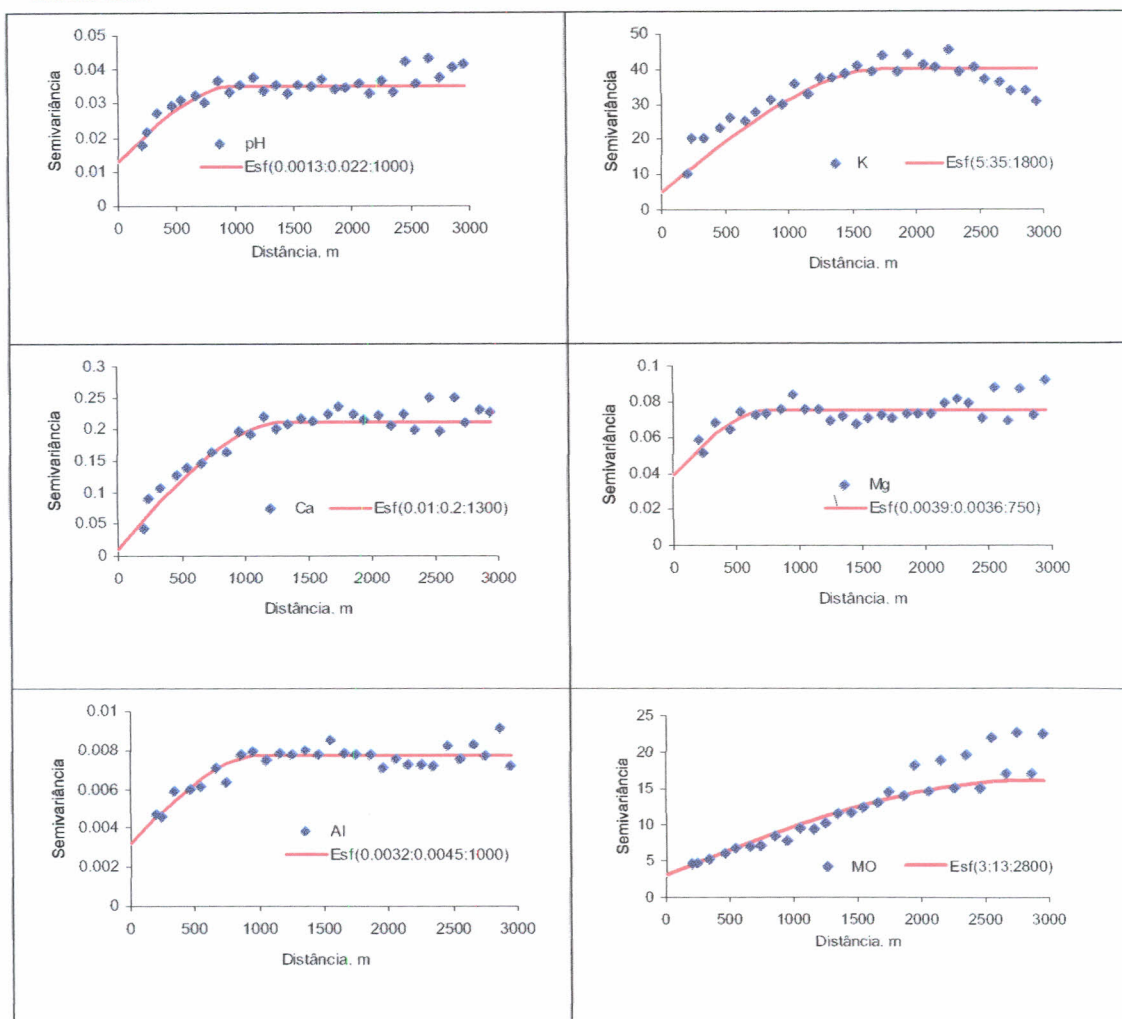 0.05
0.04
0.03
0.02
0.01
0
Semivariância
pH
Esf(0.0013:0.022:1000)
0 500 1000 1500 2000 2500 3000
Distância. m
50
40
30
20
10
0
Semivariância
K
Esf(5:35:1800)
0 500 1000 1500 2000 2500 3000
Distância. m
0.3
0.25
0.2
0.15
0.1
0.05
0
Semivariância
Ca
Esf(0.01:0.2:1300)
0 500 1000 1500 2000 2500 3000
Distância. m
0.1
0.08
0.06
0.04
0.02
0
Semivariância
Mg
Esf(0.0039:0.0036:750)
0 500 1000 1500 2000 2500 3000
Distância. m
0.01
0.008
0.006
0.004
0.002
0
Semivariância
Al
Esf(0.0032:0.0045:1000)
0 500 1000 1500 2000 2500 3000
Distância. m
25
20
15
10
5
0
Semivariância
MO
Esf(3:13:2800)
0 500 1000 1500 2000 2500 3000
Distância. m